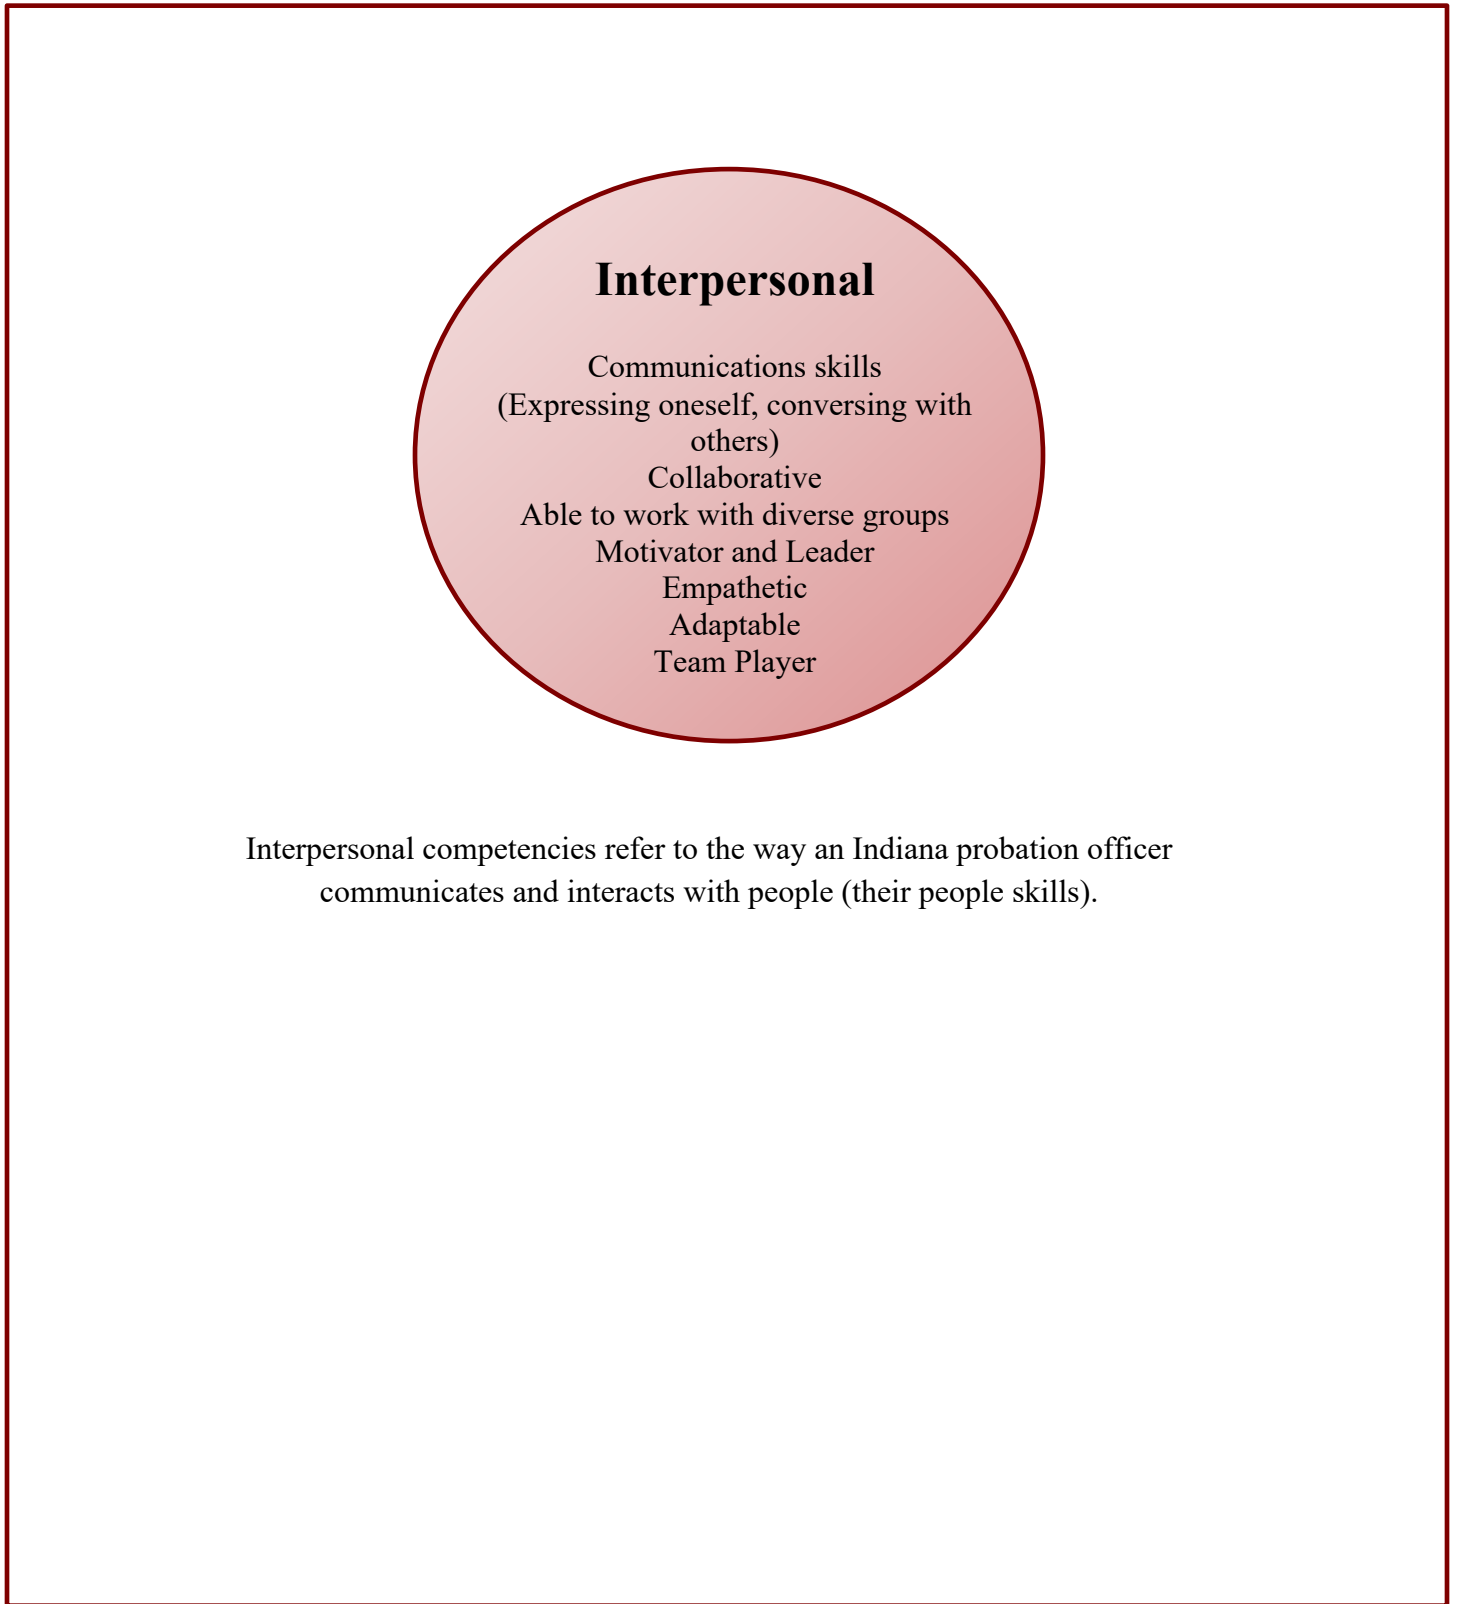 Interpersonal
Communications skills
(Expressing oneself, conversing with
others)
Collaborative
Able to work with diverse groups
Motivator and Leader
Empathetic
Adaptable
Team Player
Interpersonal competencies refer to the way an Indiana probation officer
communicates and interacts with people (their people skills).